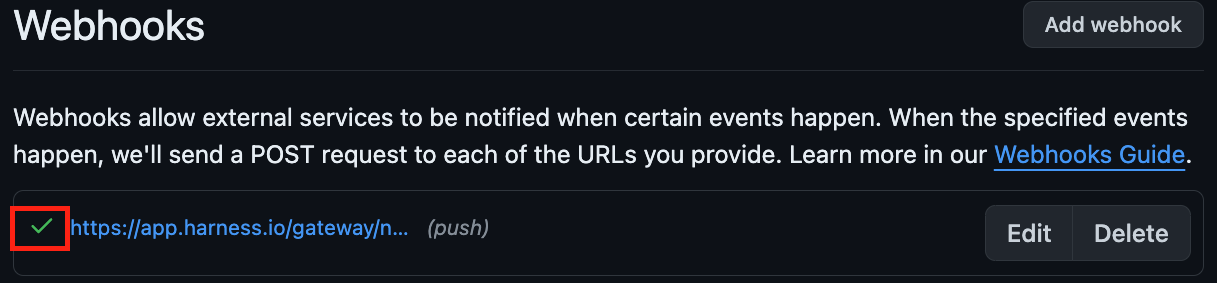 Webhooks
Add webhook
Webhooks allow external services to be notified when certain events happen. When the specified events
happen, we'll send a POST request to each of the URLs you provide. Learn more in our Webhooks Guide.
https://app.harness.io/gateway/n... (push)
Edit
Delete